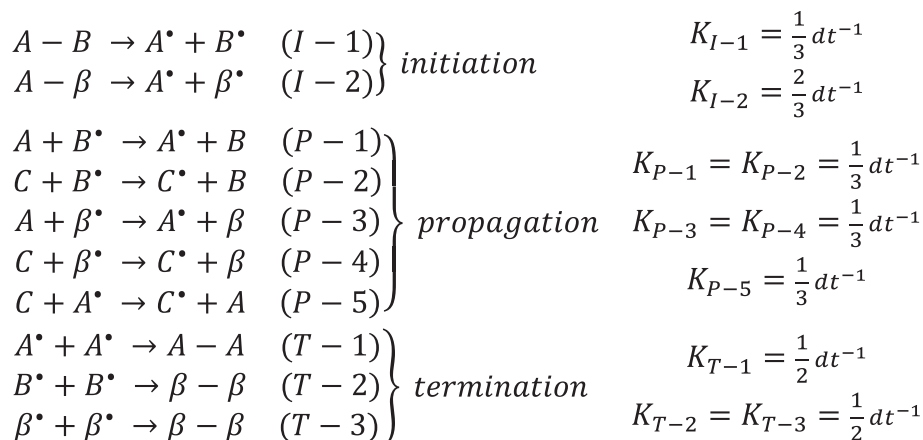 A − B → A• + B• (I − 1)
A − β → A• + β• (I − 2)
initiation
K_{I−1} = 1/3 dt^{−1}
K_{I−2} = 2/3 dt^{−1}
A + B• → A• + B (P − 1)
C + B• → C• + B (P − 2)
A + β• → A• + β (P − 3)
C + β• → C• + β (P − 4)
C + A• → C• + A (P − 5)
propagation
K_{P−1} = K_{P−2} = 1/3 dt^{−1}
K_{P−3} = K_{P−4} = 1/3 dt^{−1}
K_{P−5} = 1/3 dt^{−1}
A• + A• → A − A (T − 1)
B• + B• → β − β (T − 2)
β• + β• → β − β (T − 3)
termination
K_{T−1} = 1/2 dt^{−1}
K_{T−2} = K_{T−3} = 1/2 dt^{−1}